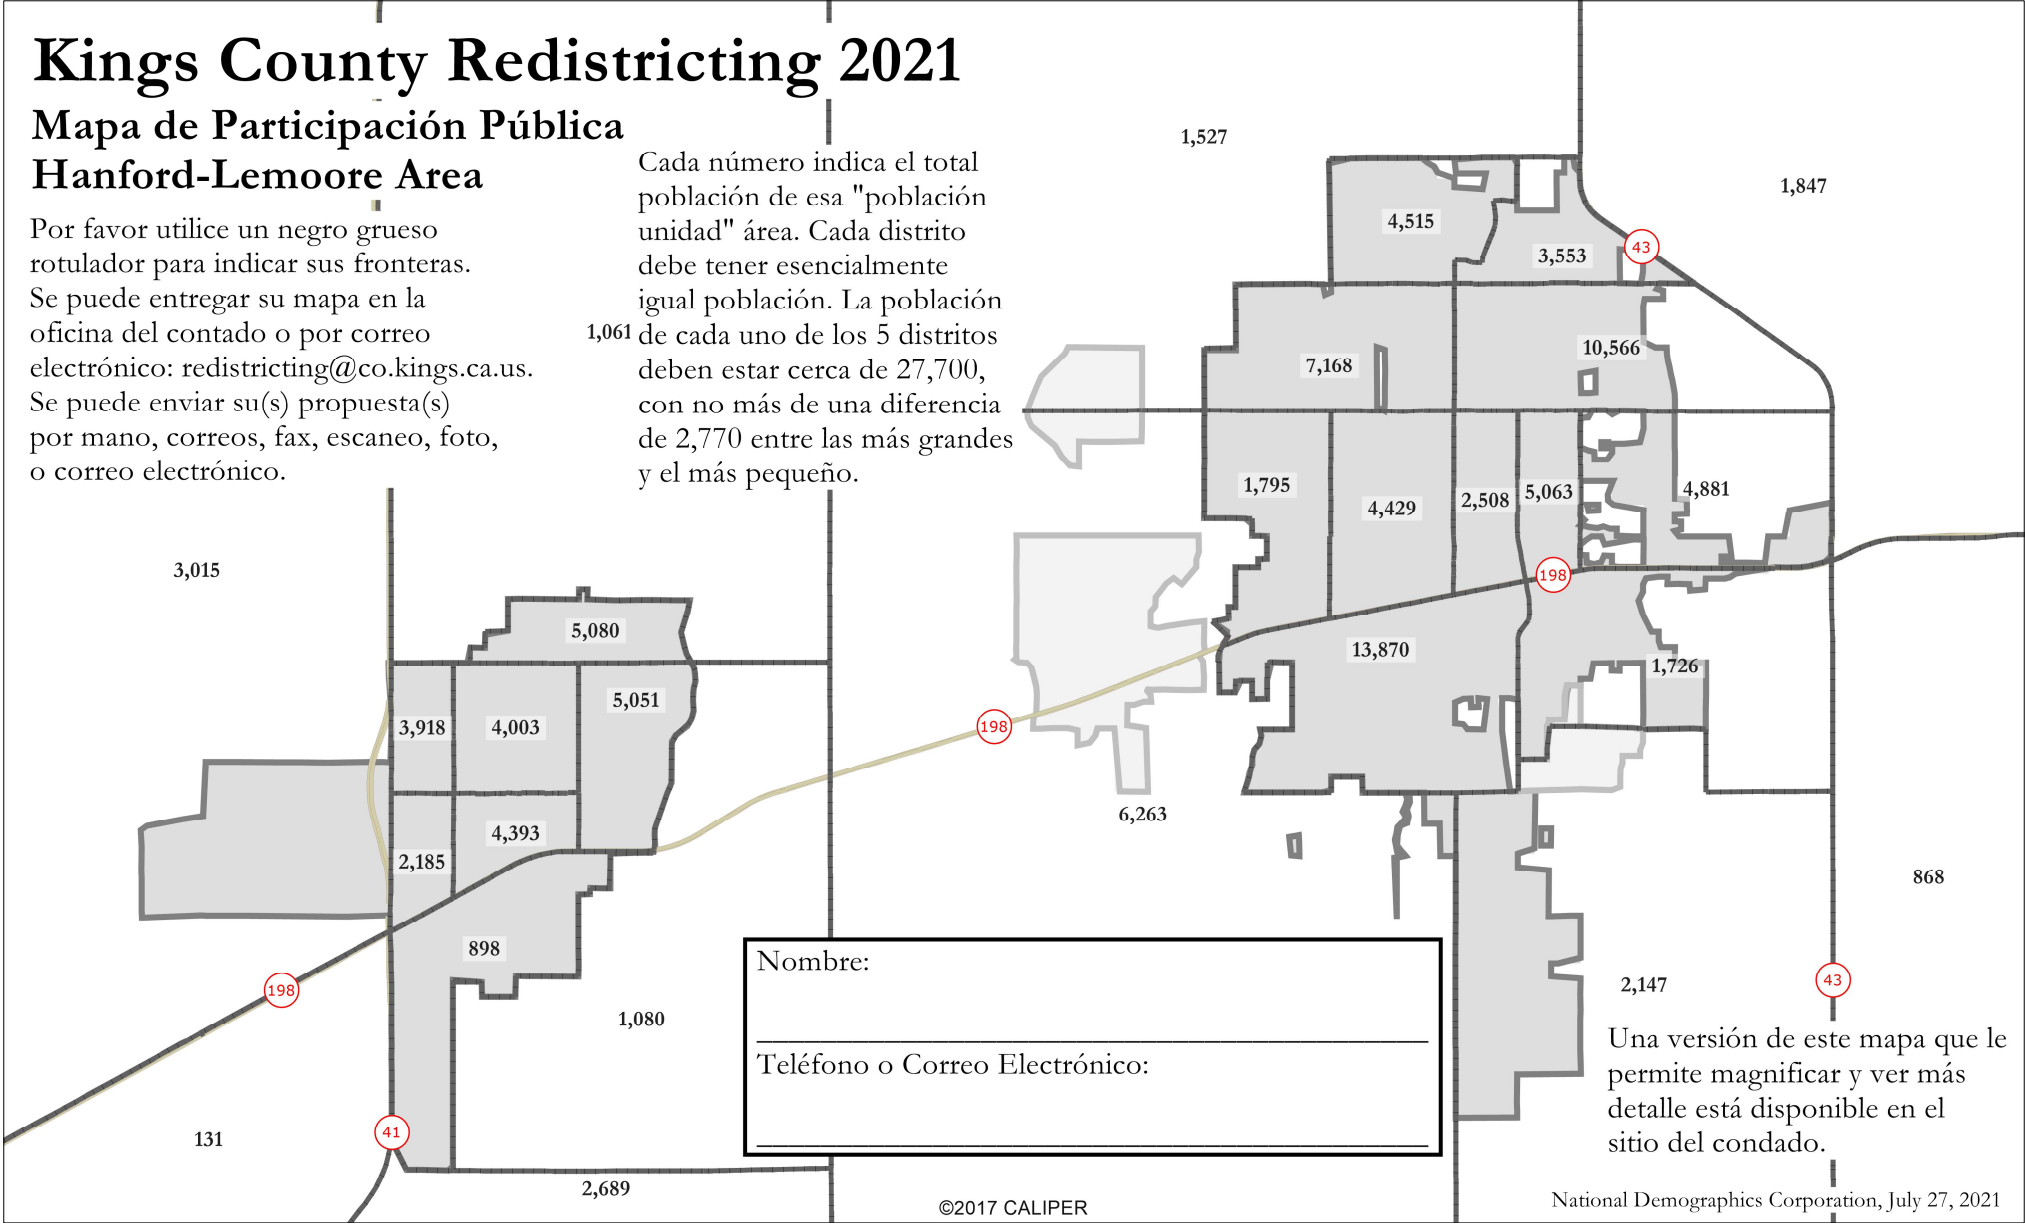 Kings County Redistricting 2021
Mapa de Participación Pública
Hanford-Lemoore Area
Por favor utilice un negro grueso
rotulador para indicar sus fronteras.
Se puede entregar su mapa en la
oficina del contado o por correo
electrónico: redistricting@co.kings.ca.us.
Se puede enviar su(s) propuesta(s)
por mano, correos, fax, escaneo, foto,
o correo electrónico.
Cada número indica el total
población de esa "población
unidad" área. Cada distrito
debe tener esencialmente
igual población. La población
de cada uno de los 5 distritos
deben estar cerca de 27,700,
con no más de una diferencia
de 2,770 entre las más grandes
y el más pequeño.
1,061
1,527
1,847
4,515
43
3,553
10,566
7,168
1,795
4,429
2,508
5,063
4,881
198
3,015
5,080
13,870
1,726
5,051
3,918
4,003
198
6,263
4,393
2,185
868
898
198
2,147
43
1,080
41
131
2,689
Nombre:
Teléfono o Correo Electrónico:
Una versión de este mapa que le
permite magnificar y ver más
detalle está disponible en el
sitio del condado.
©2017 CALIPER
National Demographics Corporation, July 27, 2021